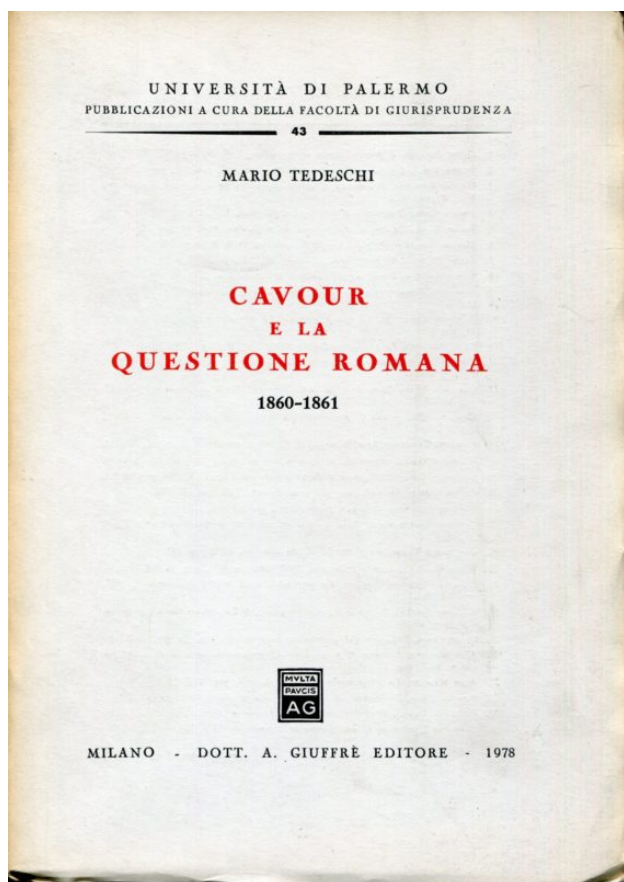 UNIVERSITÀ DI PALERMO
PUBBLICAZIONI A CURA DELLA FACOLTÀ DI GIURISPRUDENZA
43
MARIO TEDESCHI
CAVOUR
E LA
QUESTIONE ROMANA
1860-1861
MVLTA
PAVCIS
AG
MILANO - DOTT. A. GIUFFRÈ EDITORE - 1978